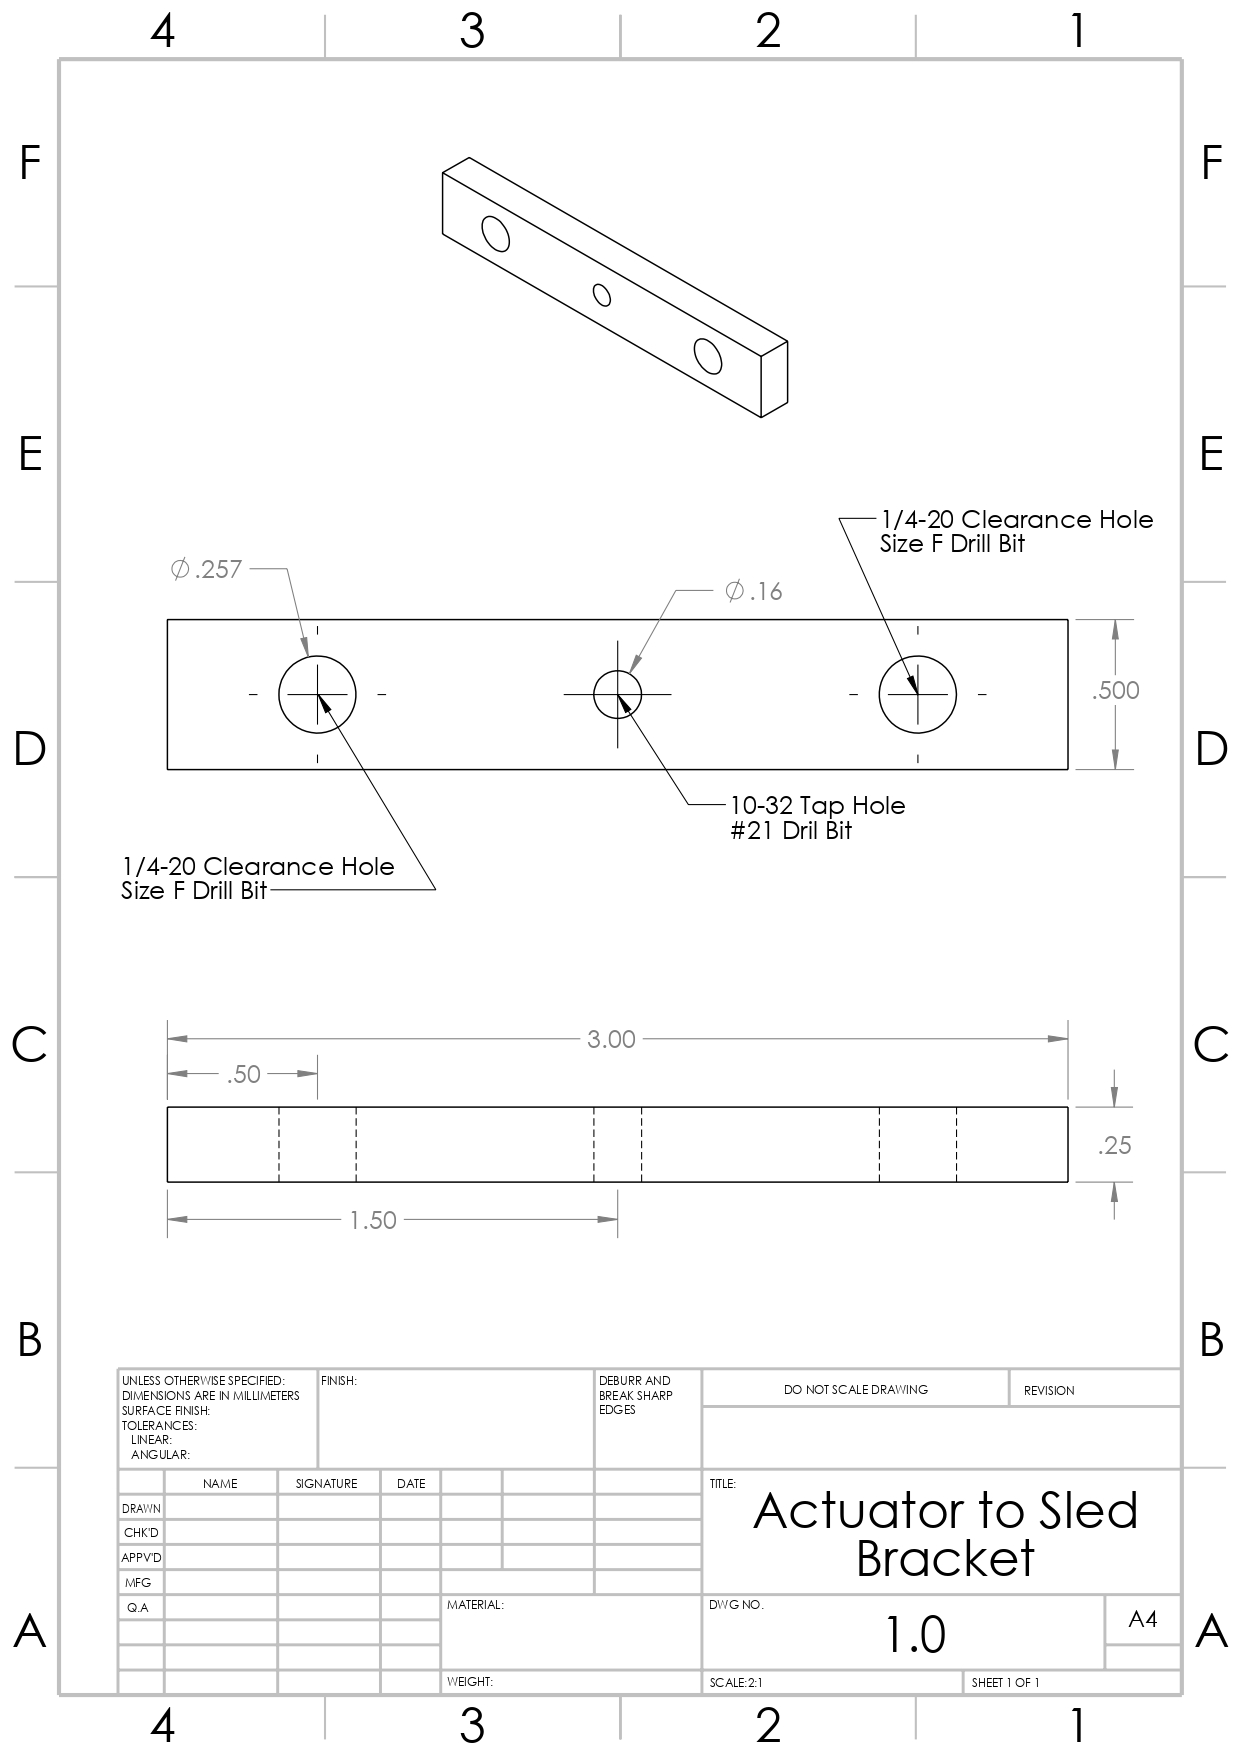 4 3 2 1
F F
E E
1/4-20 Clearance Hole
Size F Drill Bit
∅.257
∅.16
.500
D D
10-32 Tap Hole
#21 Dril Bit
1/4-20 Clearance Hole
Size F Drill Bit
C C
3.00
.50
.25
1.50
B B
UNLESS OTHERWISE SPECIFIED:
DIMENSIONS ARE IN MILLIMETERS
SURFACE FINISH:
TOLERANCES:
LINEAR:
ANGULAR:
FINISH:
DEBURR AND
BREAK SHARP
EDGES
DO NOT SCALE DRAWING
REVISION
NAME SIGNATURE DATE
DRAWN
CHK'D
APPV'D
MFG
Q.A
TITLE:
Actuator to Sled
Bracket
MATERIAL:
DWG NO.
1.0
A4
A A
WEIGHT:
SCALE:2:1
SHEET 1 OF 1
4 3 2 1